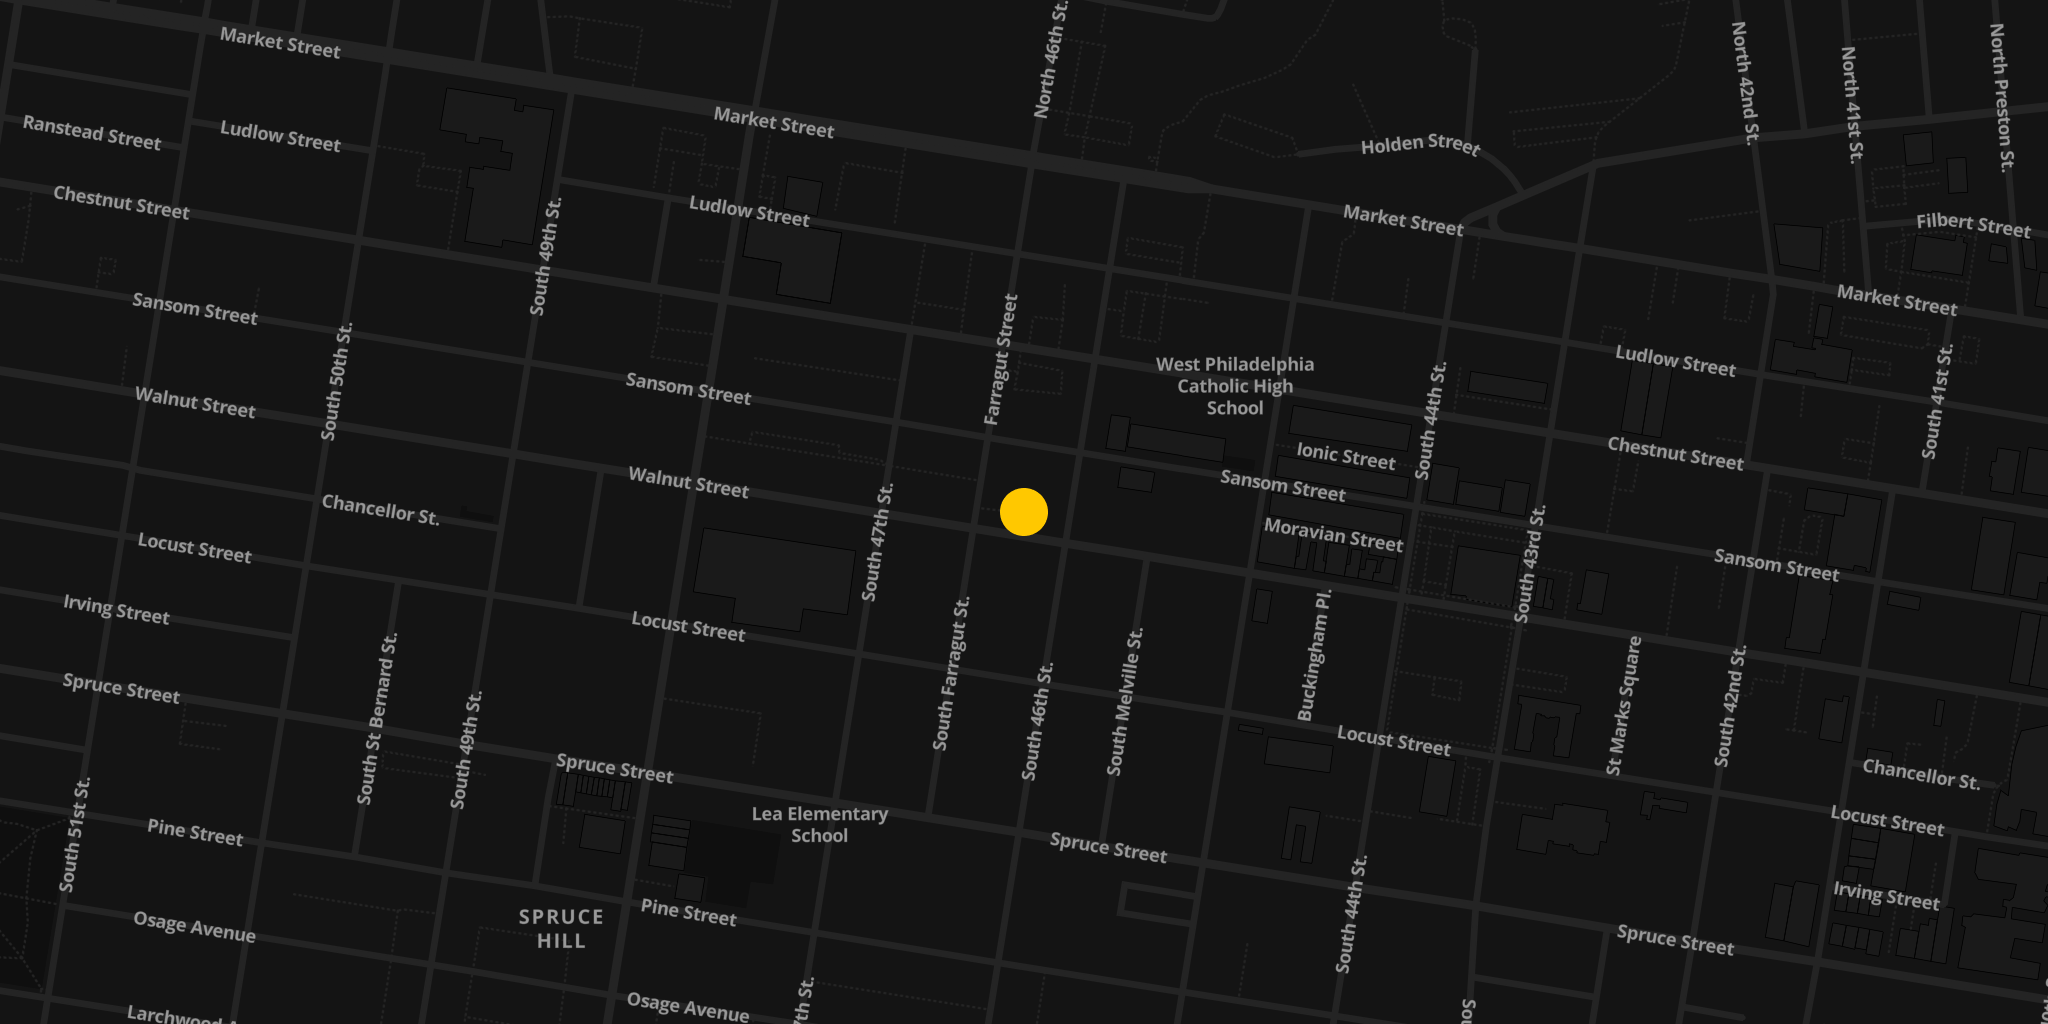 Market Street
North 46th St.
North 42nd St.
North 41st St.
North Preston St.
Ranstead Street
Ludlow Street
Market Street
Holden Street
Chestnut Street
Ludlow Street
South 49th St.
Market Street
Filbert Street
Sansom Street
Market Street
South 50th St.
Farragut Street
West Philadelphia
Catholic High
School
Ludlow Street
South 41st St.
South 44th St.
Walnut Street
Sansom Street
Ionic Street
Chestnut Street
Walnut Street
Sansom Street
Chancellor St.
South 47th St.
Moravian Street
South 43rd St.
Sansom Street
Locust Street
Irving Street
Locust Street
South Farragut St.
South 46th St.
South Melville St.
Buckingham Pl.
St Marks Square
South 42nd St.
Spruce Street
South St Bernard St.
South 49th St.
Locust Street
Spruce Street
Chancellor St.
South 51st St.
Pine Street
Lea Elementary
School
Spruce Street
Locust Street
Irving Street
South 44th St.
Osage Avenue
SPRUCE
HILL
Pine Street
Spruce Street
Osage Avenue
7th St.
Larchwood A
Sou